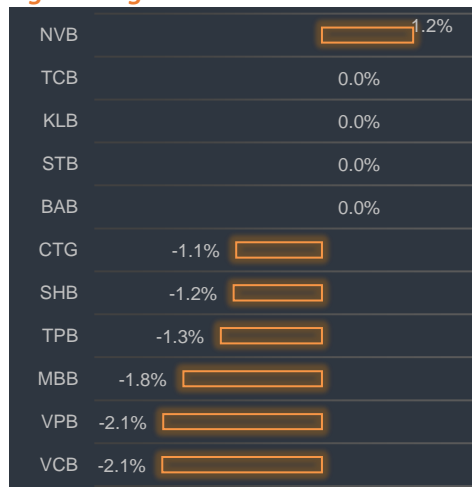 NVB 1.2%
TCB 0.0%
KLB 0.0%
STB 0.0%
BAB 0.0%
CTG -1.1%
SHB -1.2%
TPB -1.3%
MBB -1.8%
VPB -2.1%
VCB -2.1%